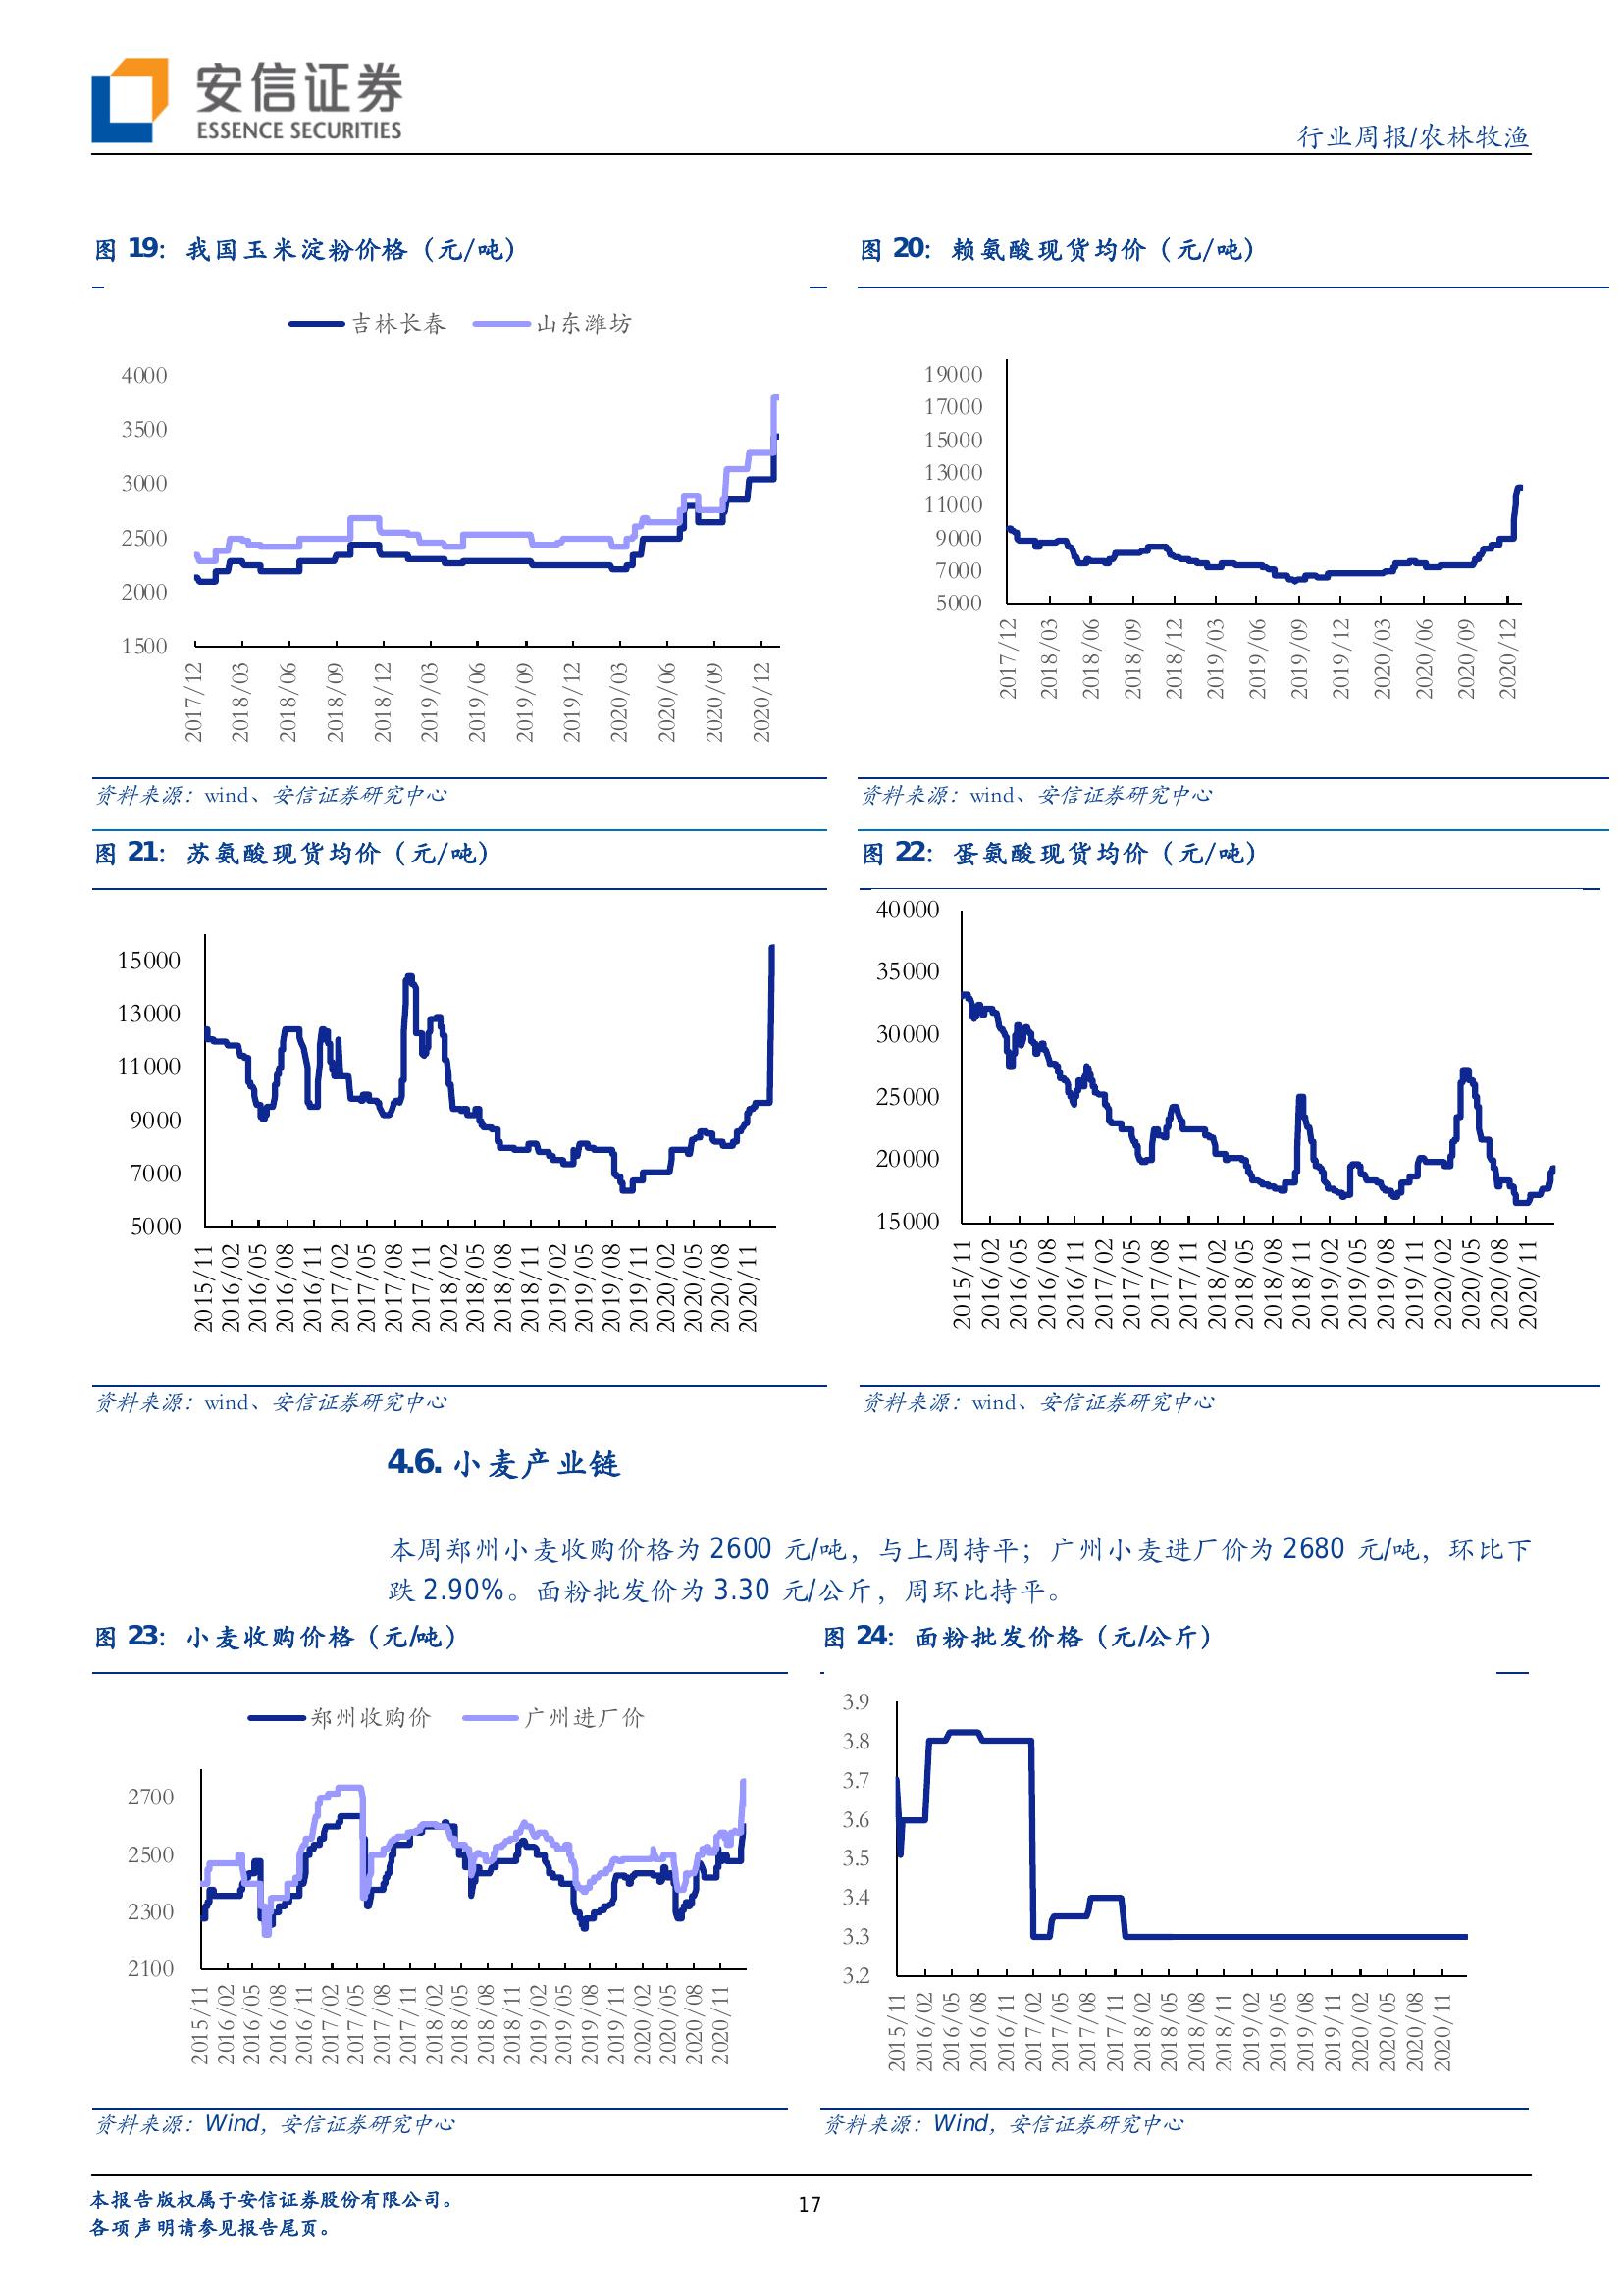 安信证券
ESSENCE SECURITIES
行业周报/农林牧渔
图 19：我国玉米淀粉价格（元/吨）
吉林长春 山东潍坊
4000
3500
3000
2500
2000
1500
2017/12 2018/03 2018/06 2018/09 2018/12 2019/03 2019/06 2019/09 2019/12 2020/03 2020/06 2020/09 2020/12
资料来源：wind、安信证券研究中心
图 20：赖氨酸现货均价（元/吨）
19000
17000
15000
13000
11000
9000
7000
5000
2017/12 2018/03 2018/06 2018/09 2018/12 2019/03 2019/06 2019/09 2019/12 2020/03 2020/06 2020/09 2020/12
资料来源：wind、安信证券研究中心
图 21：苏氨酸现货均价（元/吨）
15000
13000
11000
9000
7000
5000
2015/11 2016/02 2016/05 2016/08 2016/11 2017/02 2017/05 2017/08 2017/11 2018/02 2018/05 2018/08 2018/11 2019/02 2019/05 2019/08 2019/11 2020/02 2020/05 2020/08 2020/11
资料来源：wind、安信证券研究中心
图 22：蛋氨酸现货均价（元/吨）
40000
35000
30000
25000
20000
15000
2015/11 2016/02 2016/05 2016/08 2016/11 2017/02 2017/05 2017/08 2017/11 2018/02 2018/05 2018/08 2018/11 2019/02 2019/05 2019/08 2019/11 2020/02 2020/05 2020/08 2020/11
资料来源：wind、安信证券研究中心
4.6. 小麦产业链
本周郑州小麦收购价格为 2600 元/吨，与上周持平；广州小麦进厂价为 2680 元/吨，环比下
跌 2.90%。面粉批发价为 3.30 元/公斤，周环比持平。
图 23：小麦收购价格（元/吨）
郑州收购价 广州进厂价
2700
2500
2300
2100
2015/11 2016/02 2016/05 2016/08 2016/11 2017/02 2017/05 2017/08 2017/11 2018/02 2018/05 2018/08 2018/11 2019/02 2019/05 2019/08 2019/11 2020/02 2020/05 2020/08 2020/11
资料来源：Wind，安信证券研究中心
图 24：面粉批发价格（元/公斤）
3.9
3.8
3.7
3.6
3.5
3.4
3.3
3.2
2015/11 2016/02 2016/05 2016/08 2016/11 2017/02 2017/05 2017/08 2017/11 2018/02 2018/05 2018/08 2018/11 2019/02 2019/05 2019/08 2019/11 2020/02 2020/05 2020/08 2020/11
资料来源：Wind，安信证券研究中心
本报告版权属于安信证券股份有限公司。
各项声明请参见报告尾页。
17